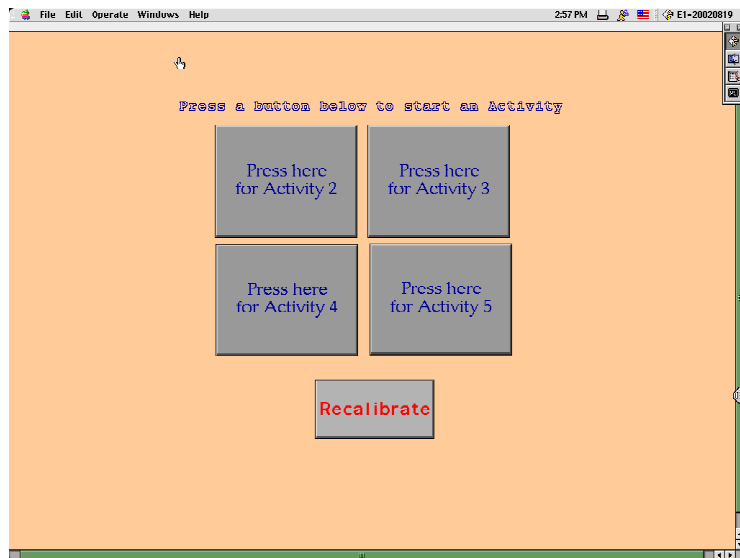 File Edit Operate Windows Help 2:57 PM E1-20020819
Press a button below to start an Activity
Press here
for Activity 2
Press here
for Activity 3
Press here
for Activity 4
Press here
for Activity 5
Recalibrate